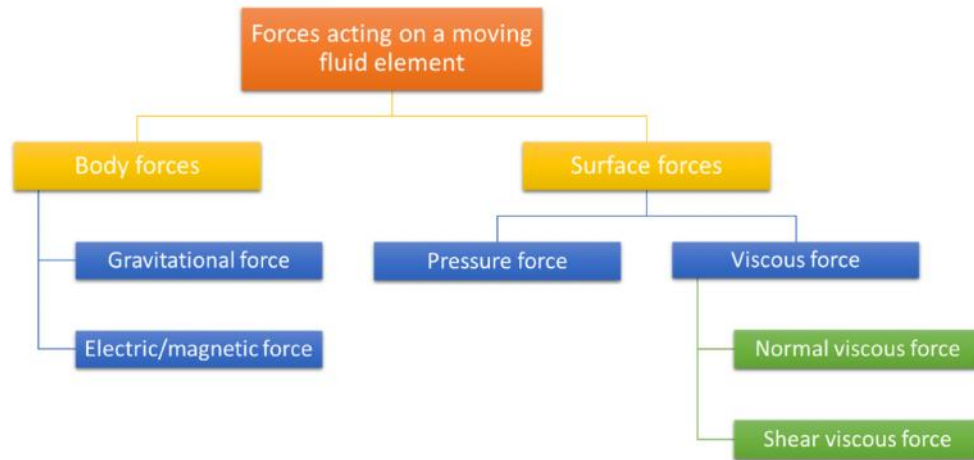 Forces acting on a moving
fluid element
Body forces
Surface forces
Gravitational force
Pressure force
Viscous force
Electric/magnetic force
Normal viscous force
Shear viscous force